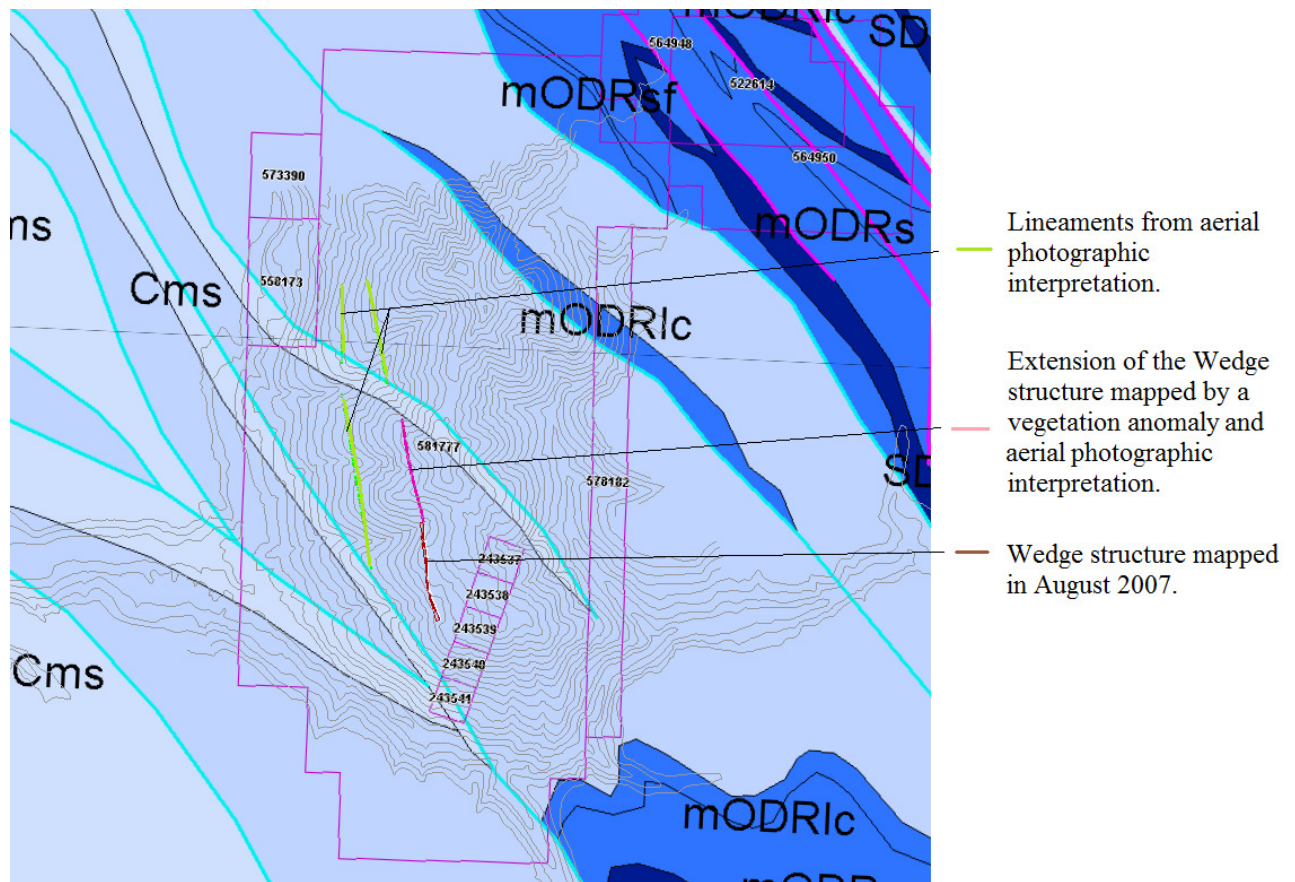 mODRlc
SD
564948
522614
mODRsf
564950
573390
ms
mODRs
Lineaments from aerial
photographic
interpretation.
558173
Cms
mODRlc
Extension of the Wedge
structure mapped by a
vegetation anomaly and
aerial photographic
interpretation.
581777
SD
578182
243537
Wedge structure mapped
in August 2007.
243538
243539
243540
Cms
243541
mODRlc
mODR